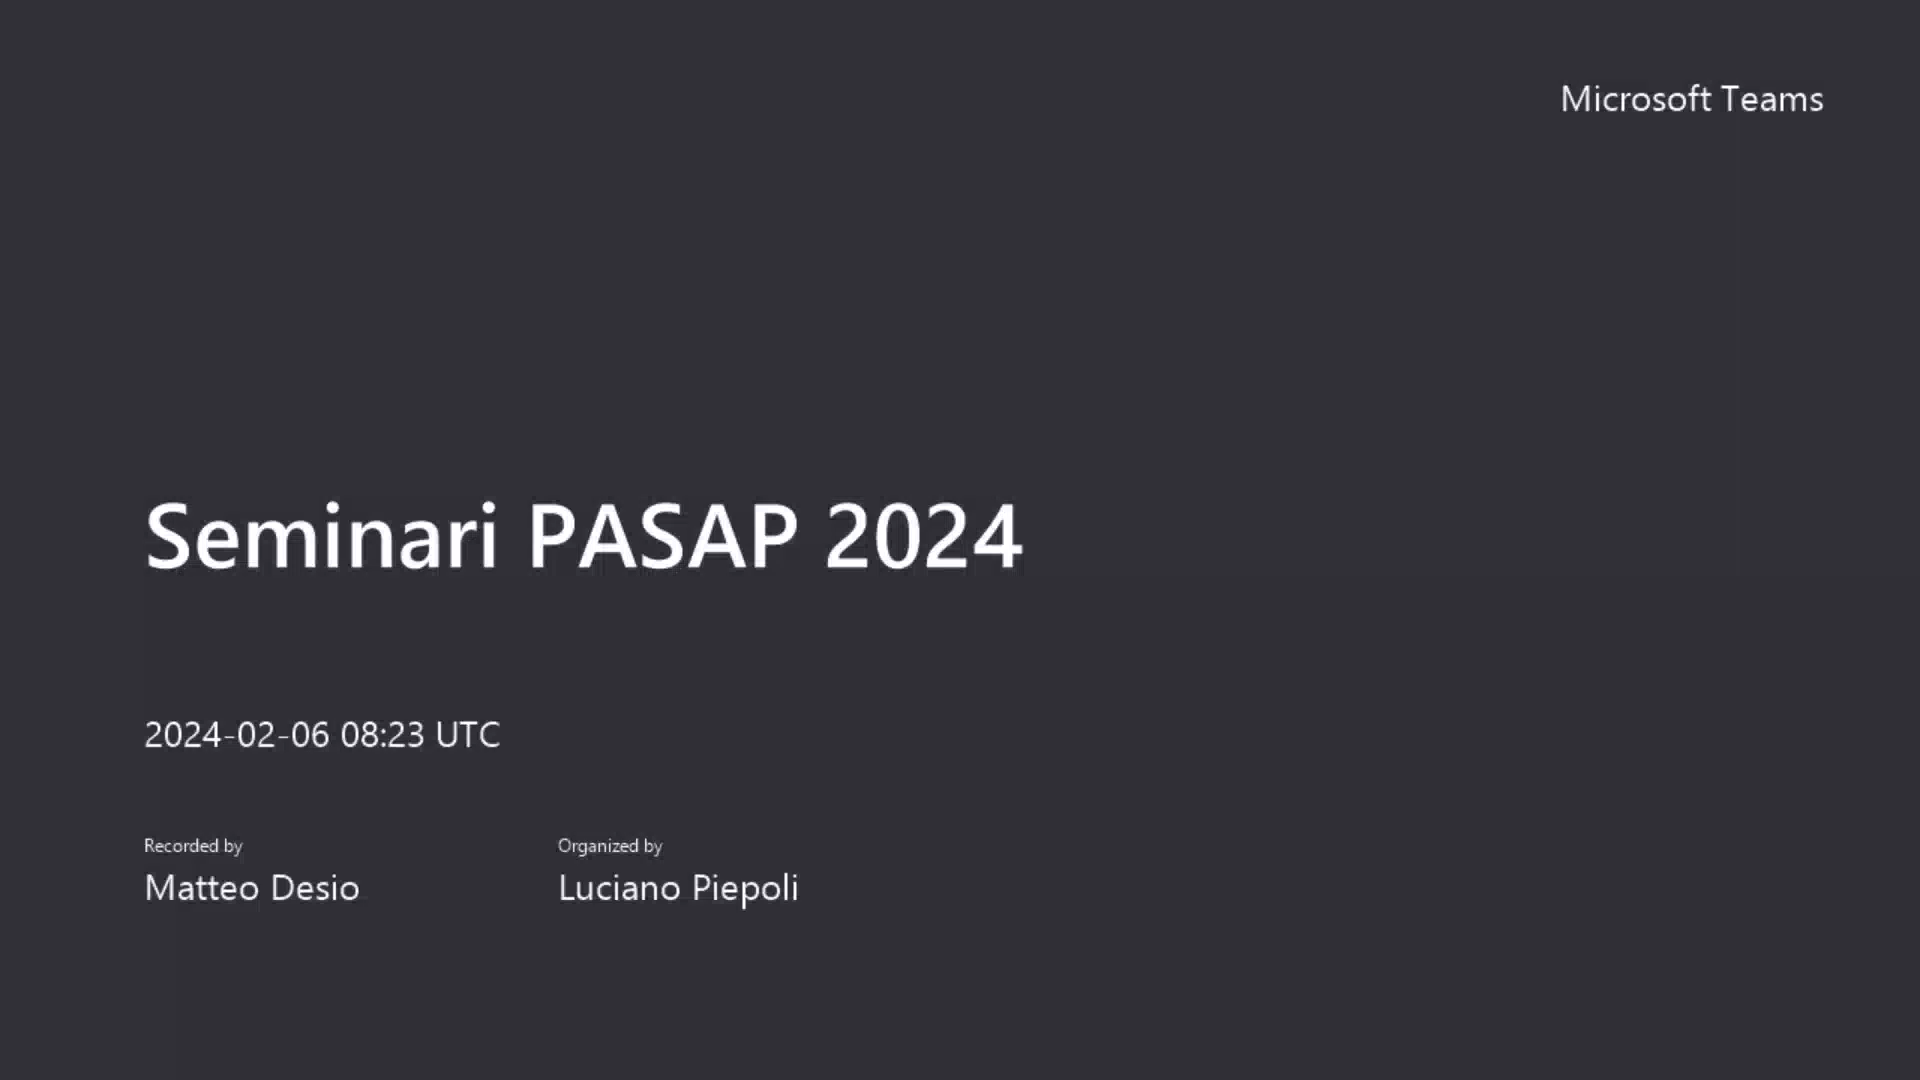 Microsoft Teams
Seminari PASAP 2024
2024-02-06 08:23 UTC
Recorded by
Matteo Desio
Organized by
Luciano Piepoli